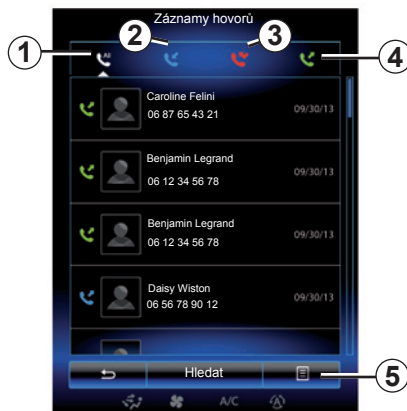 Záznamy hovorů
1
2
3
4
All
Caroline Felini
06 87 65 43 21
09/30/13
Benjamin Legrand
06 12 34 56 78
09/30/13
Benjamin Legrand
06 12 34 56 78
09/30/13
Daisy Wiston
06 56 78 90 12
09/30/13
Hledat
5
A/C
A